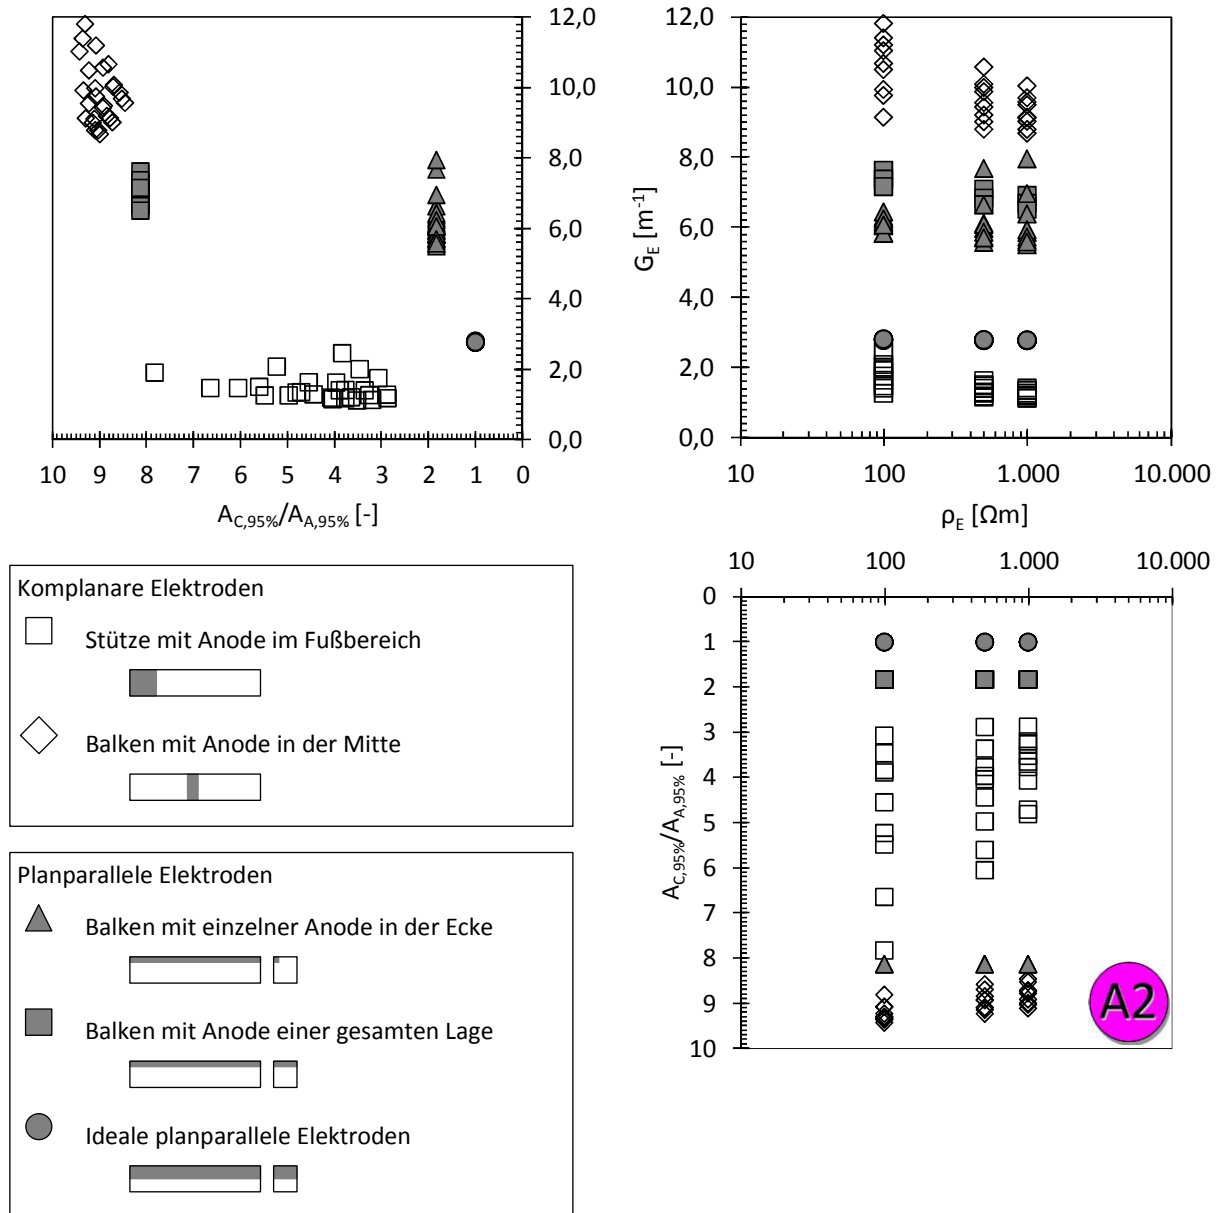 12,0
10,0
8,0
6,0
4,0
2,0
0,0
10 9 8 7 6 5 4 3 2 1 0
A_C,95%/A_A,95% [-]
12,0
10,0
8,0
6,0
4,0
2,0
0,0
G_E [m⁻¹]
10 100 1.000 10.000
ρ_E [Ωm]
Komplanare Elektroden
Stütze mit Anode im Fußbereich
Balken mit Anode in der Mitte
Planparallele Elektroden
Balken mit einzelner Anode in der Ecke
Balken mit Anode einer gesamten Lage
Ideale planparallele Elektroden
10 100 1.000 10.000
0
1
2
3
4
5
6
7
8
9
10
A_C,95%/A_A,95% [-]
A2